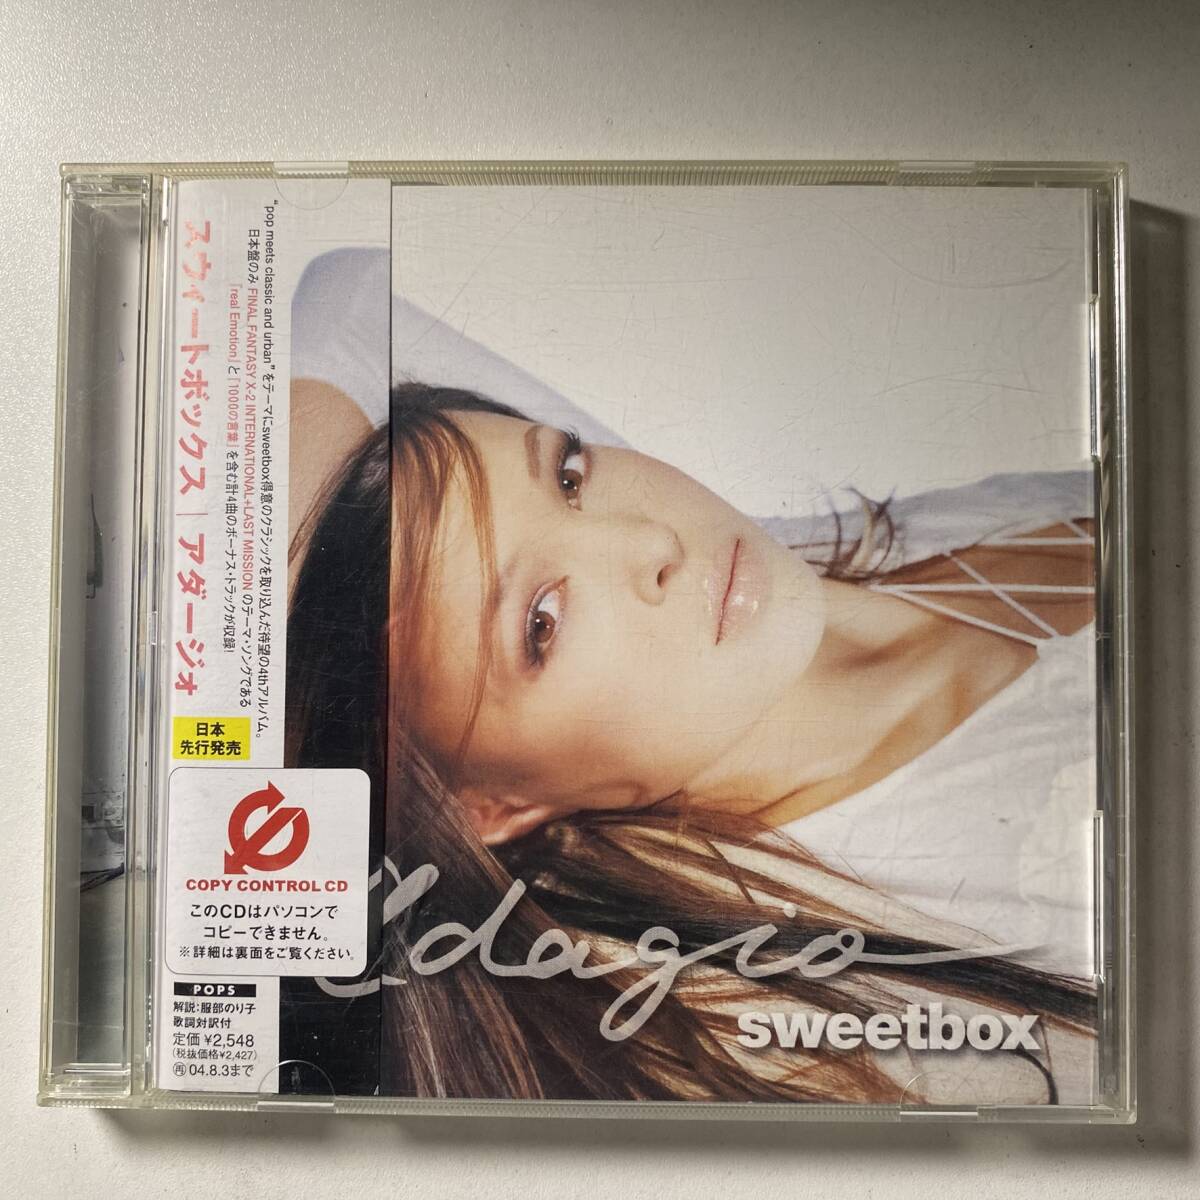 スウィートボックス｜アダージォ
“pop meets classic and urban”をテーマにsweetbox得意のクラシックを取り込んだ待望の4thアルバム。
日本盤のみ FINAL FANTASY X-2 INTERNATIONAL+LAST MISSION のテーマ・ソングである
「real Emotion」と「1000の言葉」を含む計4曲のボーナス・トラックが収録!
日本
先行発売
COPY CONTROL CD
このCDはパソコンで
コピーできません。
※詳細は裏面をご覧ください。
POPS
解説:服部のり子
歌詞対訳付
定価 ¥2,548
(税抜価格¥2,427)
再04.8.3まで
Adagio
sweetbox